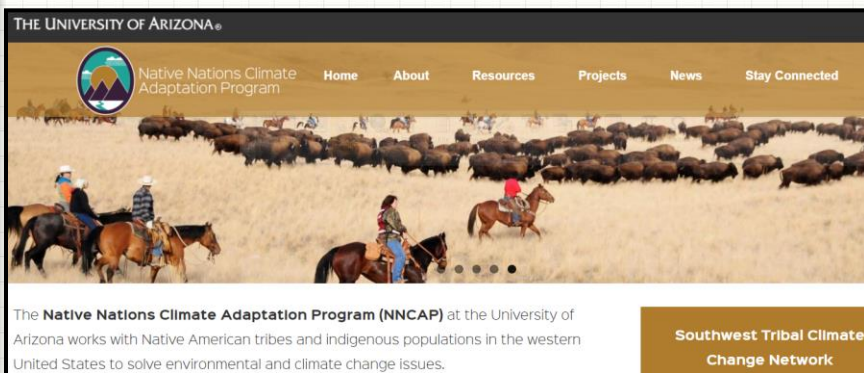 THE UNIVERSITY OF ARIZONA®
Native Nations Climate
Adaptation Program
Home About Resources Projects News Stay Connected
The Native Nations Climate Adaptation Program (NNCAP) at the University of
Arizona works with Native American tribes and indigenous populations in the western
United States to solve environmental and climate change issues.
Southwest Tribal Climate
Change Network